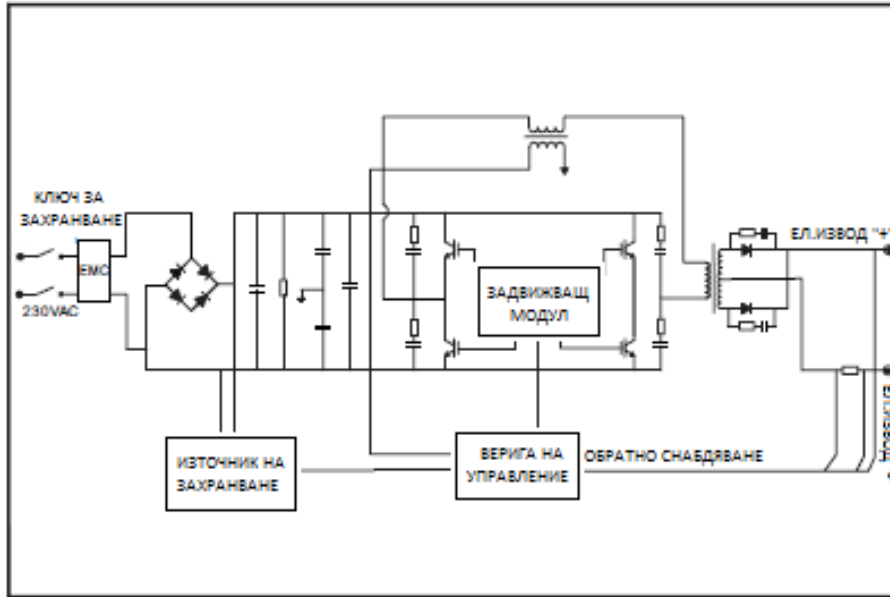 КЛЮЧ ЗА
ЗАХРАНВАНЕ
EMC
230VAC
ЗАДВИЖВАЩ
МОДУЛ
ЕЛ.ИЗВОД "+"
ИЗТОЧНИК НА
ЗАХРАНВАНЕ
ВЕРИГА НА
УПРАВЛЕНИЕ
ОБРАТНО СНАБДЯВАНЕ